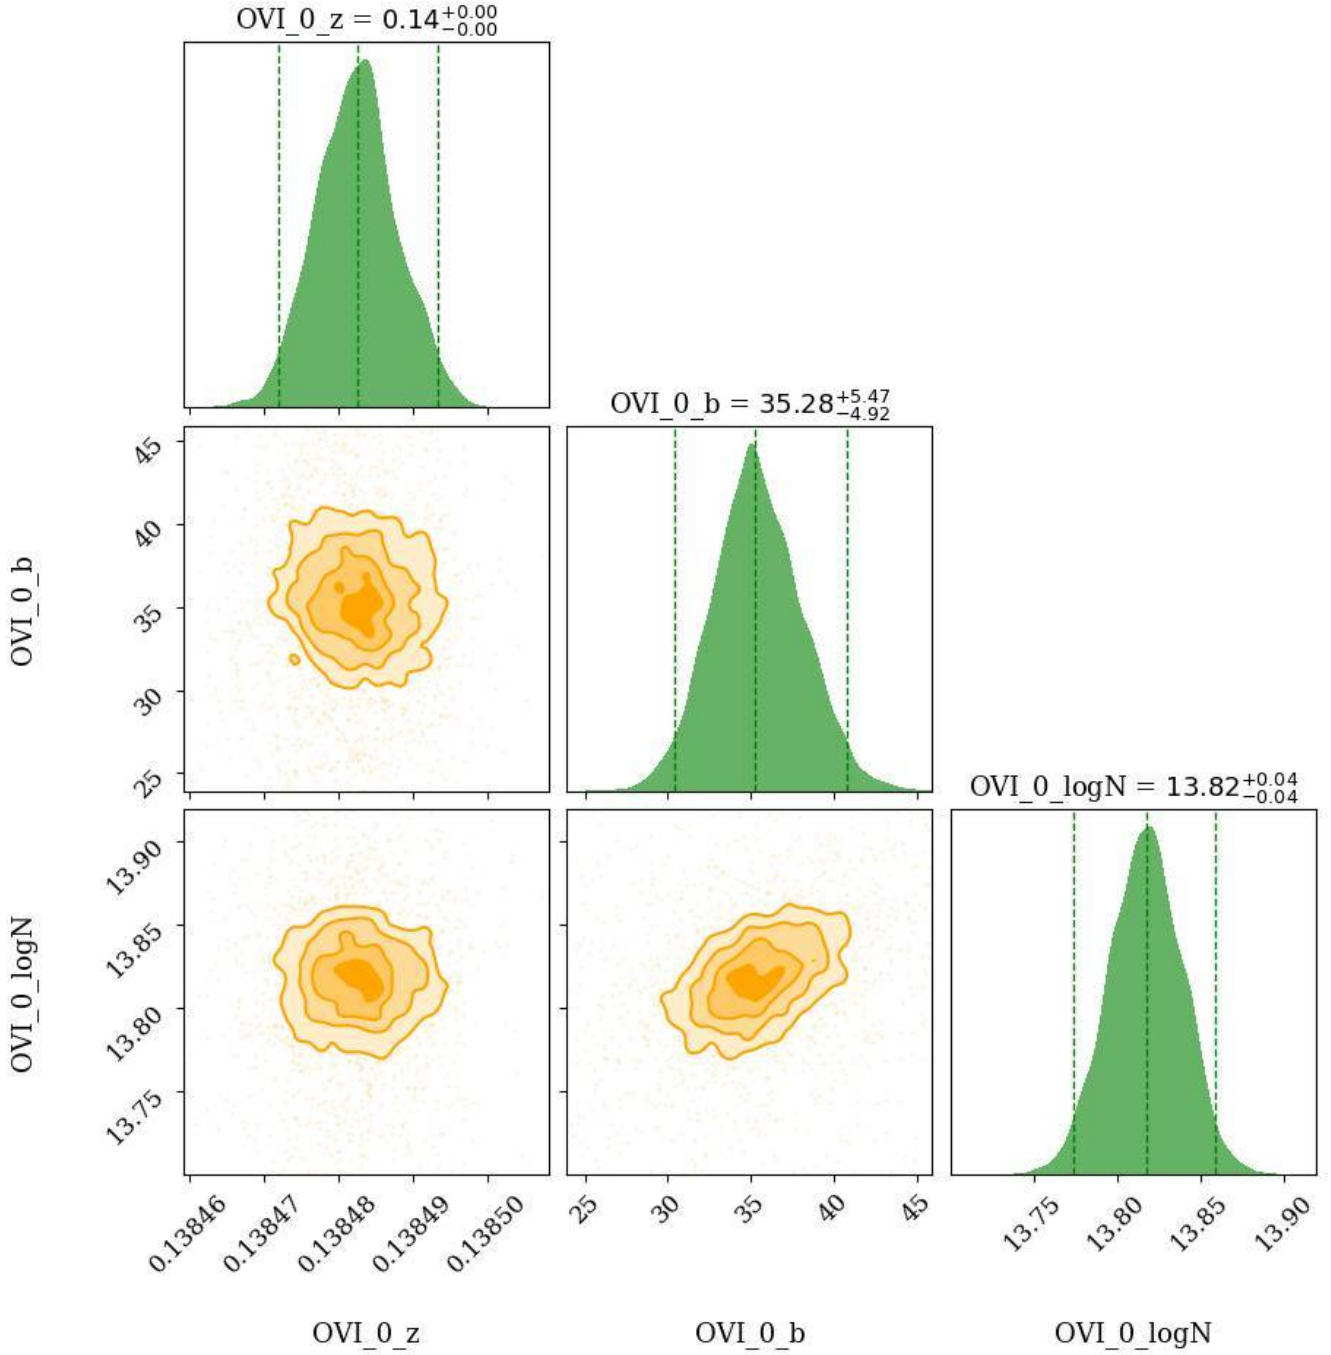 OVI_0_z = 0.14+0.00−0.00
OVI_0_b = 35.28+5.47−4.92
OVI_0_logN = 13.82+0.04−0.04
OVI_0_b
45
40
35
30
25
OVI_0_logN
13.90
13.85
13.80
13.75
0.13846
0.13847
0.13848
0.13849
0.13850
25
30
35
40
45
13.75
13.80
13.85
13.90
OVI_0_z
OVI_0_b
OVI_0_logN